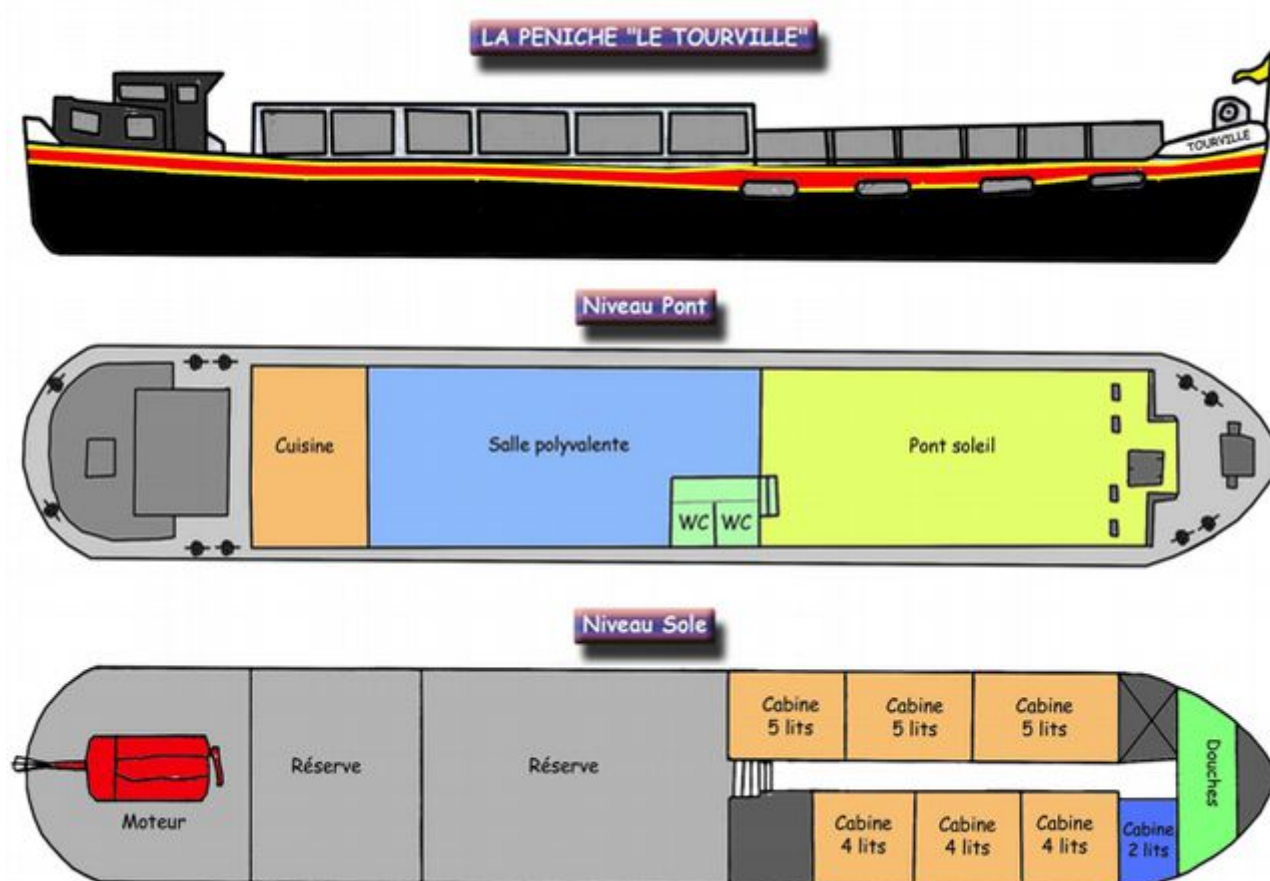 LA PENICHE "LE TOURVILLE"
TOURVILLE
Niveau Pont
Cuisine
Salle polyvalente
Pont soleil
WC
WC
Niveau Sole
Cabine
5 lits
Cabine
5 lits
Cabine
5 lits
Réserve
Réserve
Douches
Moteur
Cabine
4 lits
Cabine
4 lits
Cabine
4 lits
Cabine
2 lits